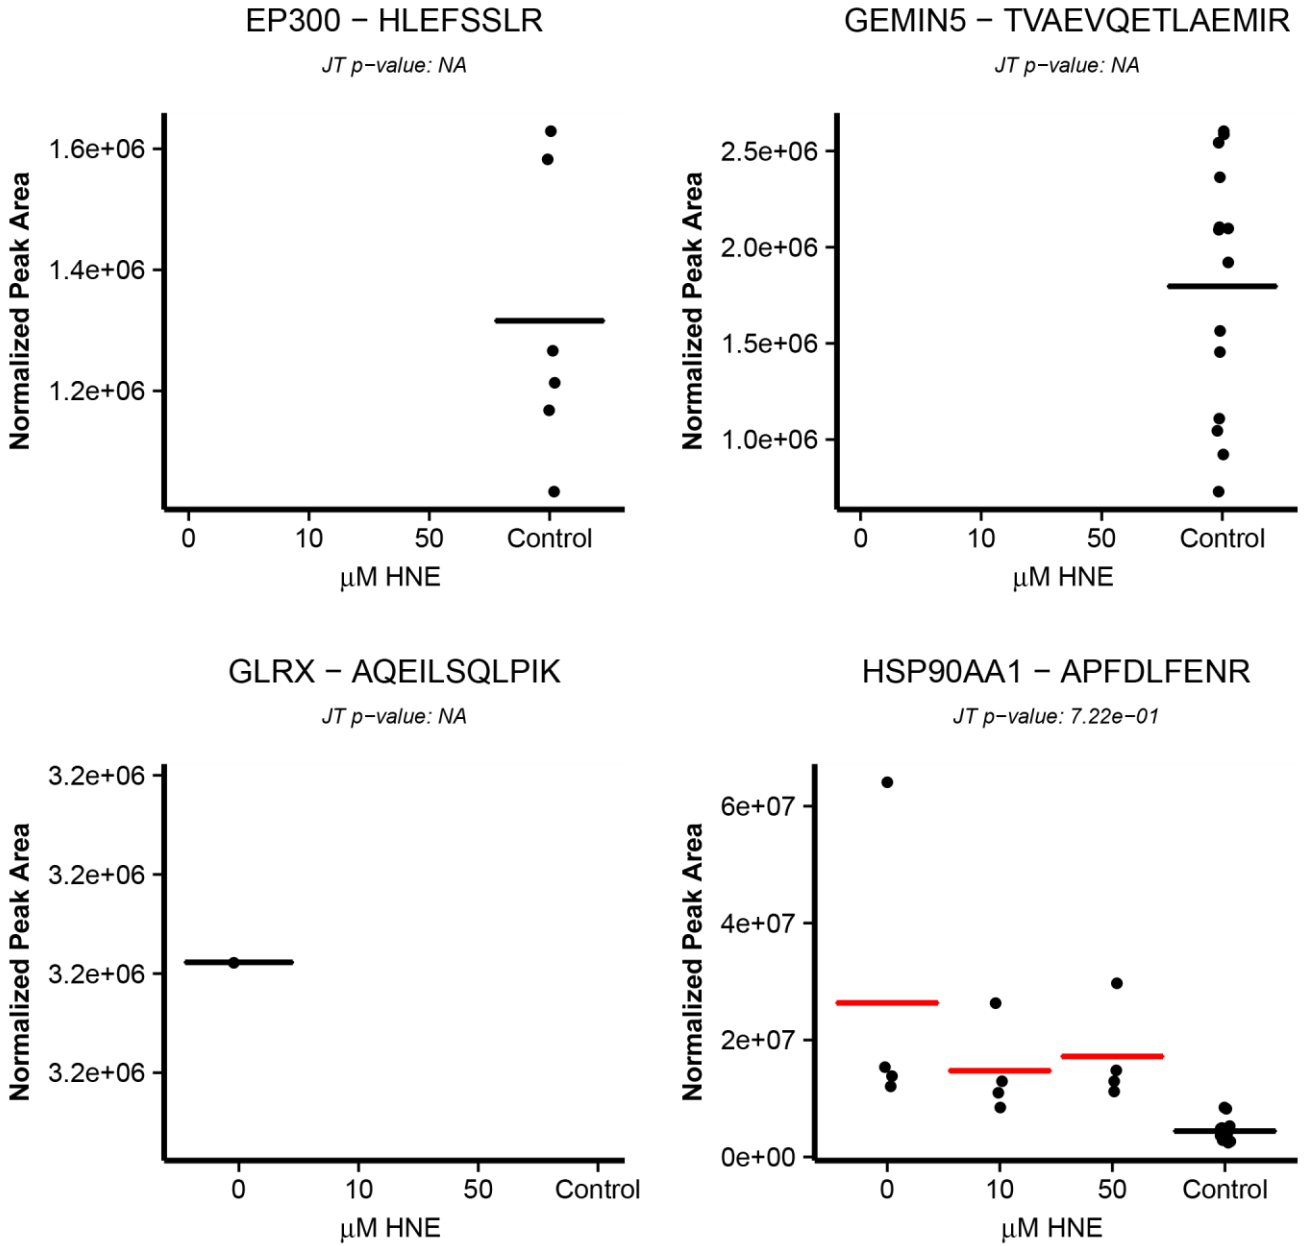 EP300 − HLEFSSLR
JT p−value: NA
Normalized Peak Area
1.6e+06
1.4e+06
1.2e+06
0 10 50 Control
µM HNE
GEMIN5 − TVAEVQETLAEMIR
JT p−value: NA
Normalized Peak Area
2.5e+06
2.0e+06
1.5e+06
1.0e+06
0 10 50 Control
µM HNE
GLRX − AQEILSQLPIK
JT p−value: NA
Normalized Peak Area
3.2e+06
3.2e+06
3.2e+06
3.2e+06
0 10 50 Control
µM HNE
HSP90AA1 − APFDLFENR
JT p−value: 7.22e−01
Normalized Peak Area
6e+07
4e+07
2e+07
0e+00
0 10 50 Control
µM HNE